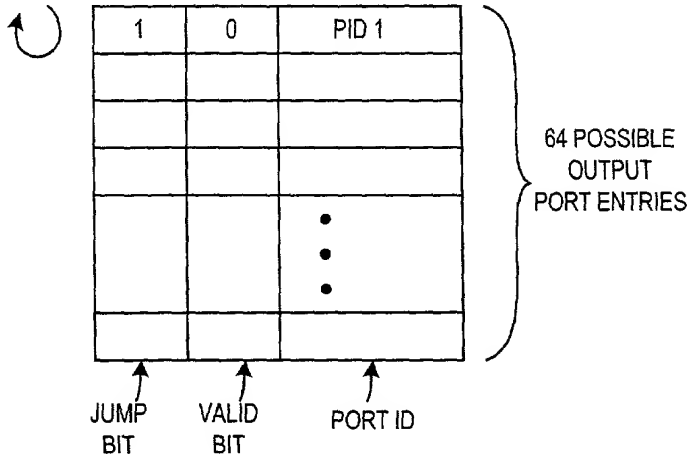 1 0 PID 1
64 POSSIBLE
OUTPUT
PORT ENTRIES
JUMP
BIT
VALID
BIT
PORT ID